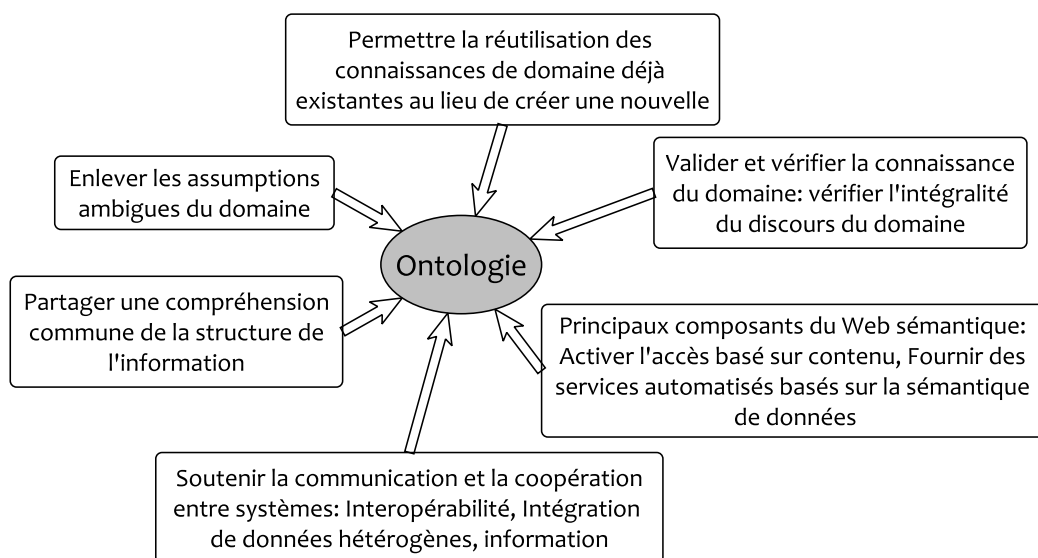 Permettre la réutilisation des
connaissances de domaine déjà
existantes au lieu de créer une nouvelle
Enlever les assumptions
ambigues du domaine
Valider et vérifier la connaissance
du domaine: vérifier l'intégralité
du discours du domaine
Ontologie
Partager une compréhension
commune de la structure de
l'information
Principaux composants du Web sémantique:
Activer l'accès basé sur contenu, Fournir des
services automatisés basés sur la sémantique
de données
Soutenir la communication et la coopération
entre systèmes: Interopérabilité, Intégration
de données hétérogènes, information